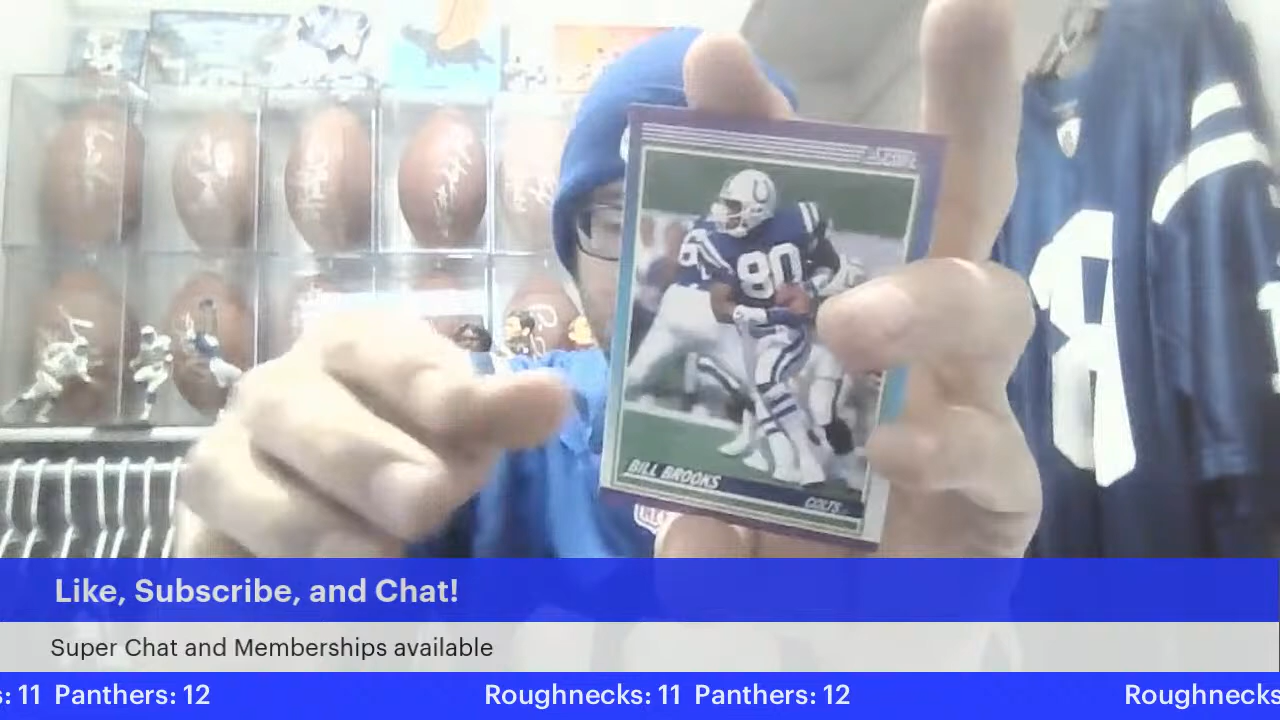 SCORE
80
BILL BROOKS
COLTS
8
Like, Subscribe, and Chat!
Super Chat and Memberships available
s: 11 Panthers: 12 Roughnecks: 11 Panthers: 12 Roughnecks